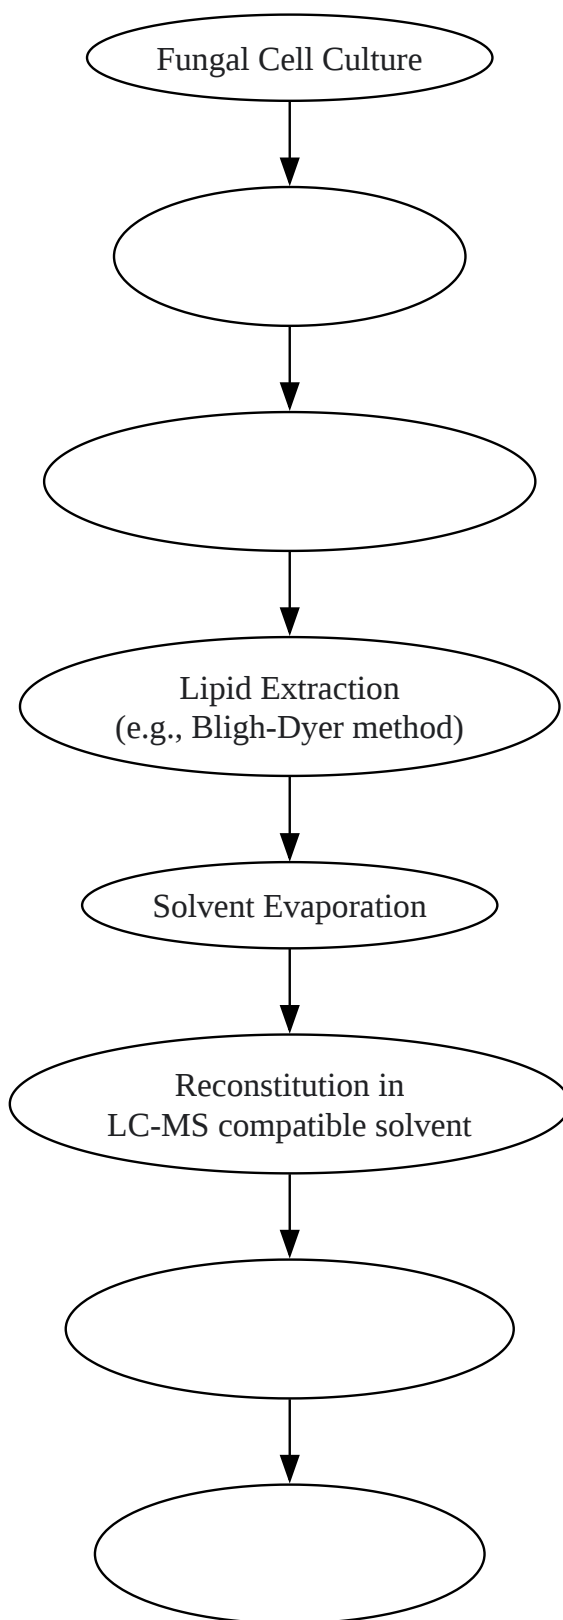 Fungal Cell Culture
Lipid Extraction
(e.g., Bligh-Dyer method)
Solvent Evaporation
Reconstitution in
LC-MS compatible solvent